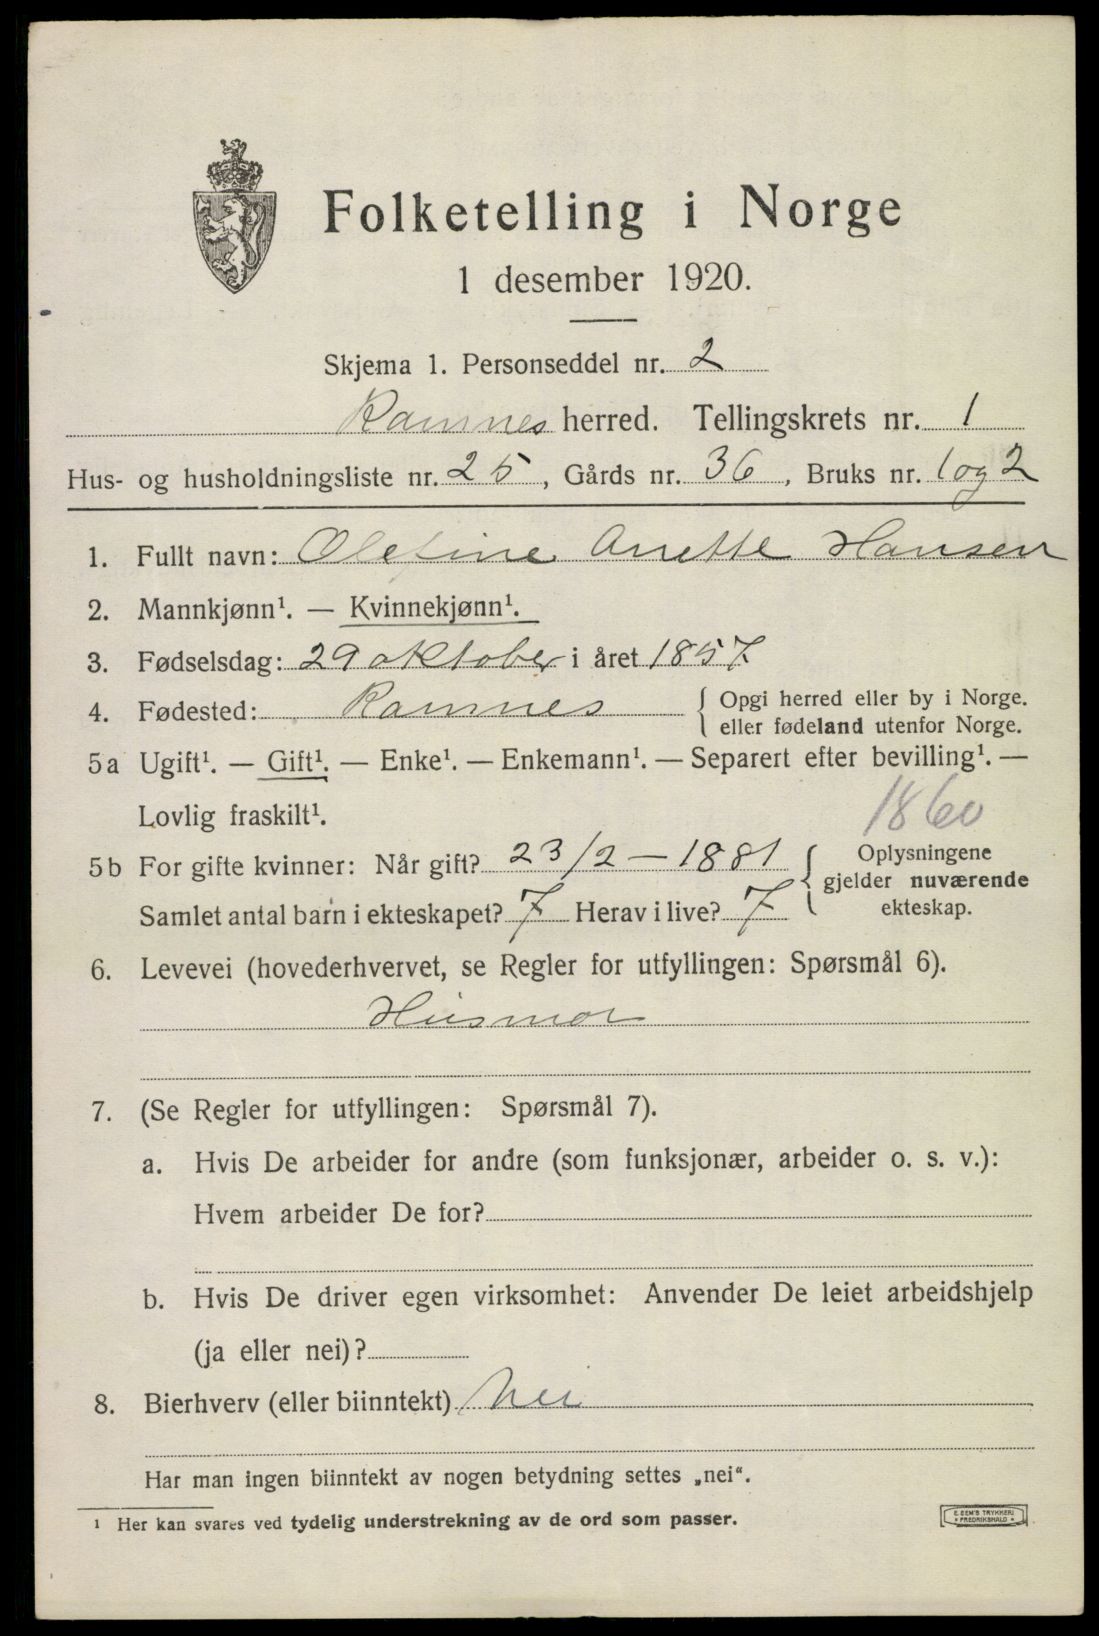 Folketelling i Norge
1 desember 1920.
Skjema 1. Personseddel nr. 2
Ramnes herred. Tellingskrets nr. 1
Hus- og husholdningsliste nr. 25, Gårds nr. 36, Bruks nr. 1 og 2
1. Fullt navn: Olefine Anette Hansen
2. Mannkjønn¹. — Kvinnekjønn¹.
3. Fødselsdag: 29 oktober i året 1857.
4. Fødested: Ramnes { Opgi herred eller by i Norge.
eller fødeland utenfor Norge.
5a Ugift¹. — Gift¹. — Enke¹. — Enkemann¹. — Separert efter bevilling¹. —
Lovlig fraskilt¹.
1860
5b For gifte kvinner: Når gift? 23/2 — 1881
Samlet antal barn i ekteskapet? 7 Herav i live? 7
{ Oplysningene
gjelder nuværende
ekteskap.
6. Levevei (hovederhvervet, se Regler for utfyllingen: Spørsmål 6).
Husmor
7. (Se Regler for utfyllingen: Spørsmål 7).
a. Hvis De arbeider for andre (som funksjonær, arbeider o. s. v.):
Hvem arbeider De for?
b. Hvis De driver egen virksomhet: Anvender De leiet arbeidshjelp
(ja eller nei)?
8. Bierhverv (eller biinntekt) Nei
Har man ingen biinntekt av nogen betydning settes „nei“.
¹ Her kan svares ved tydelig understrekning av de ord som passer.
E. SEM'S TRYKKERI
• FREDRIKSHALD •